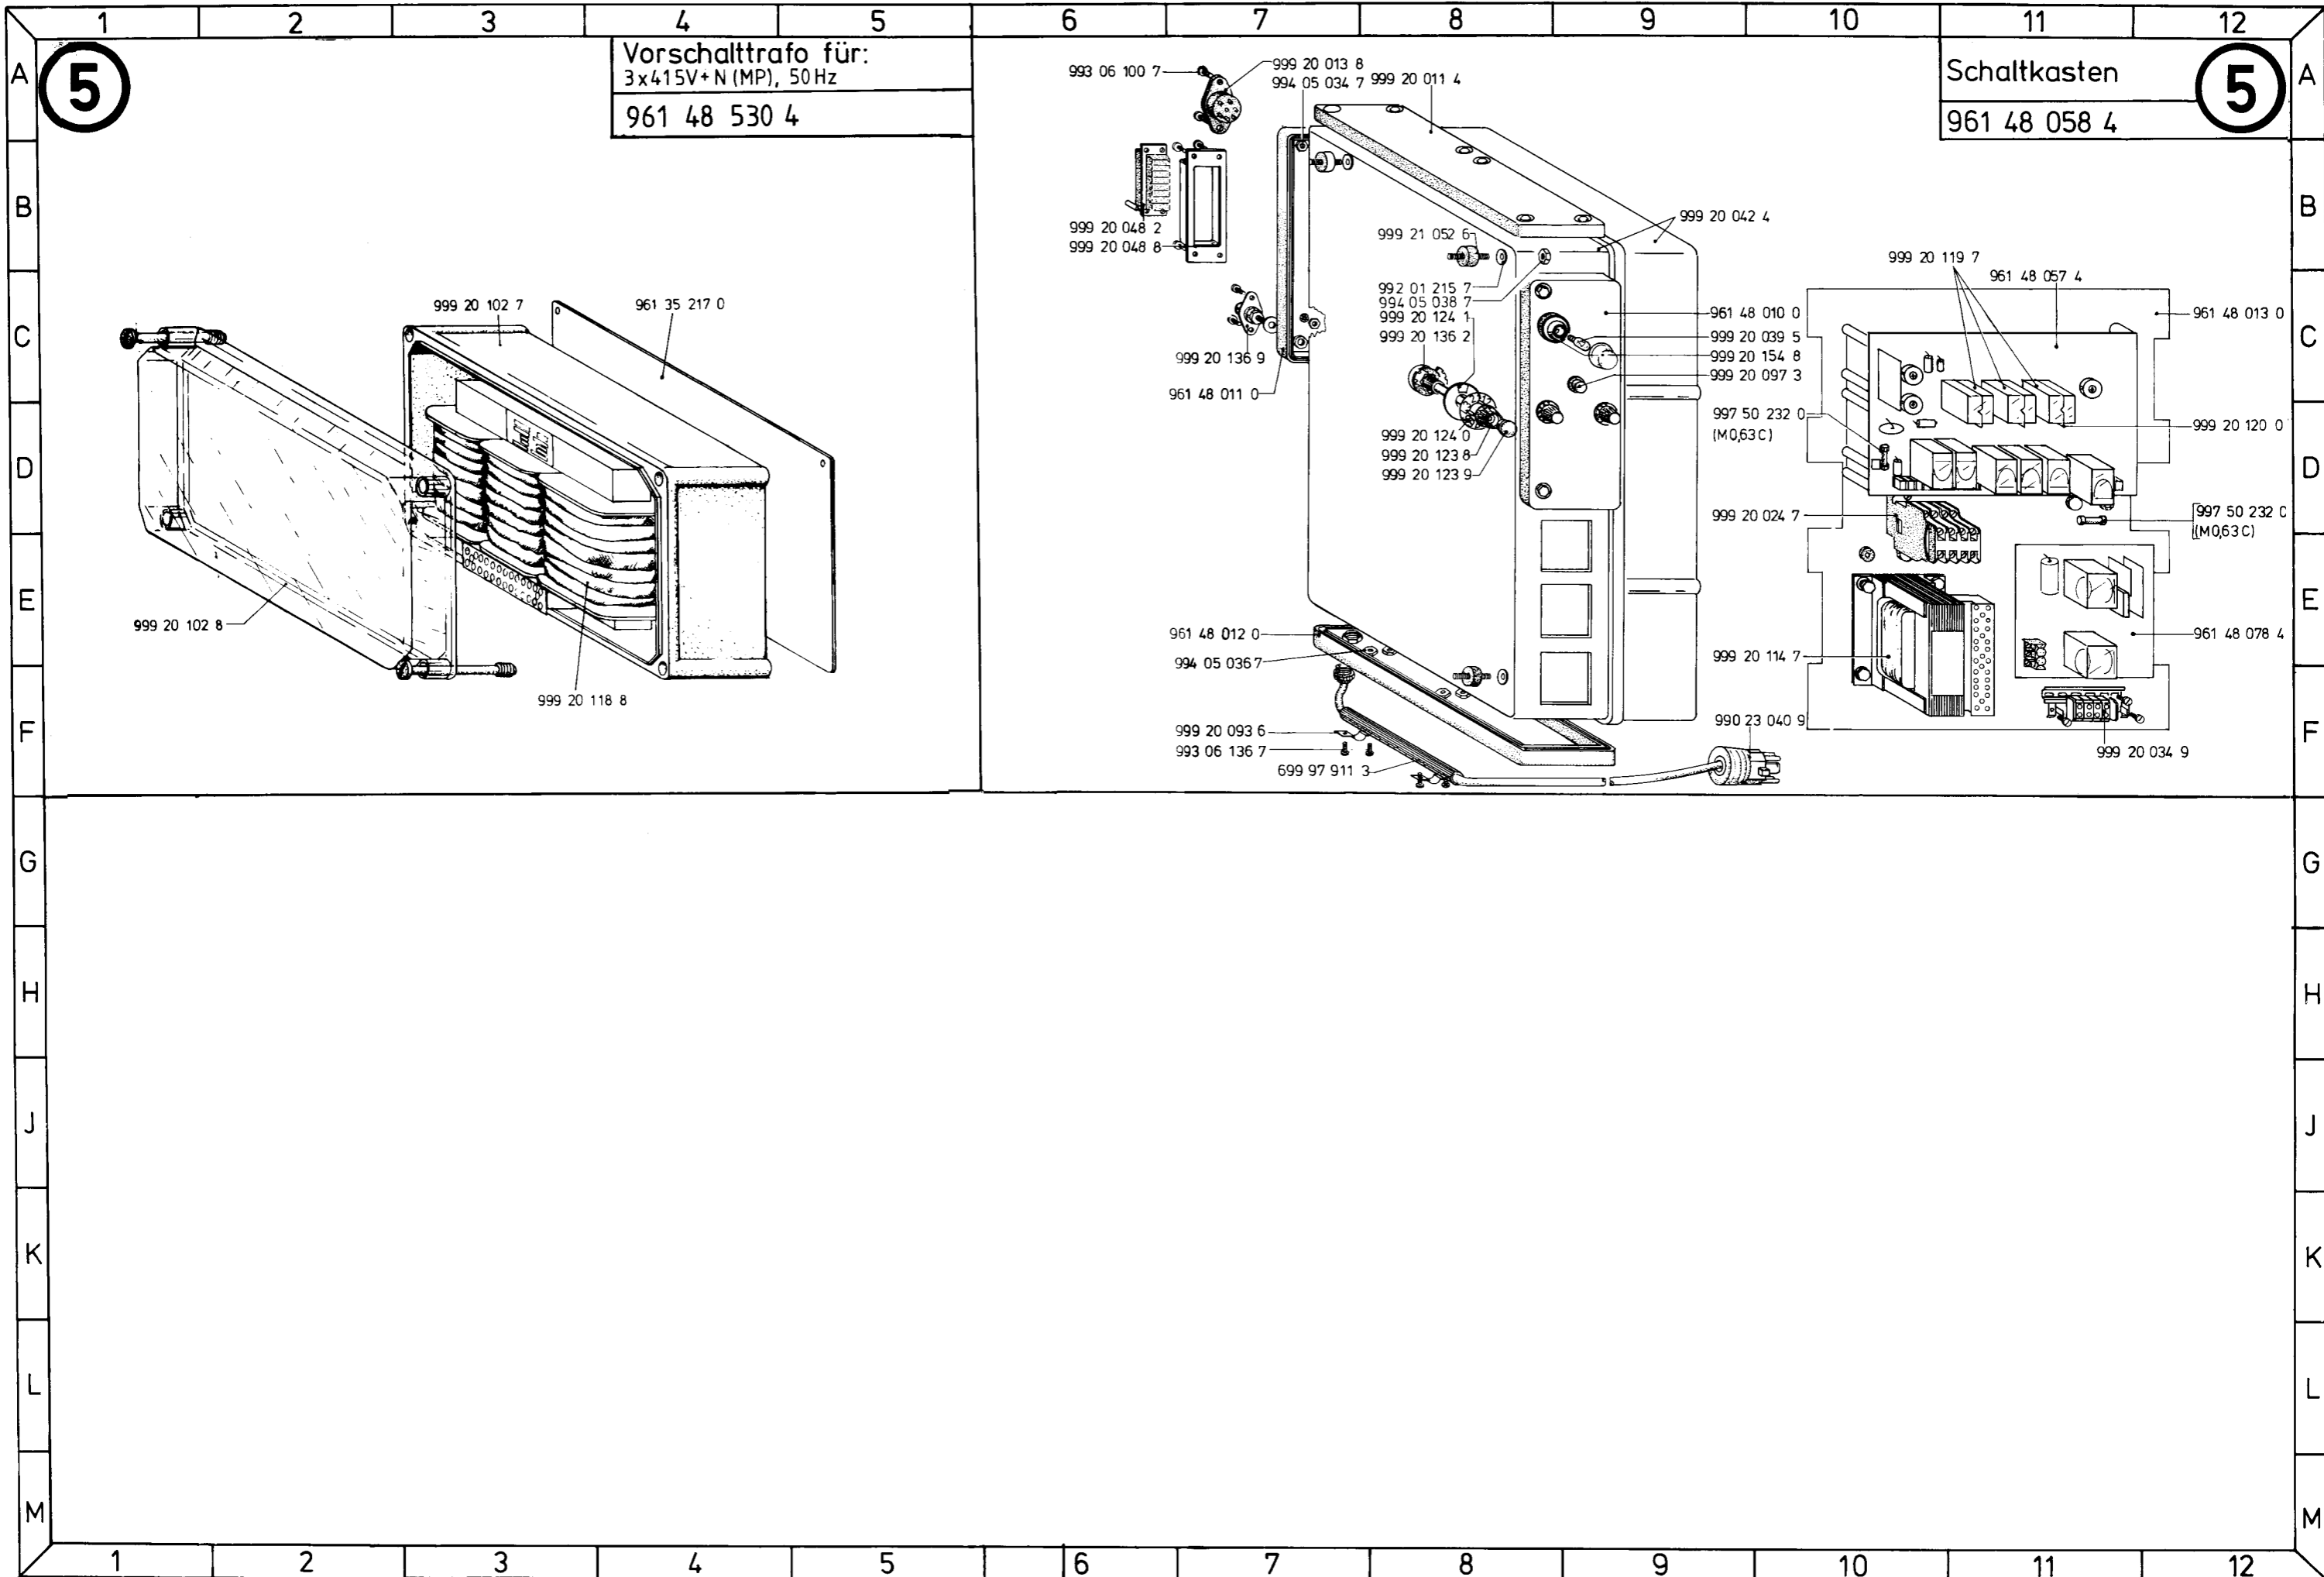 1 2 3 4 5 6 7 8 9 10 11 12
A
B
C
D
E
F
G
H
J
K
L
M
5
Vorschalttrafo für:
3x415V+N (MP), 50Hz
961 48 530 4
999 20 102 7
961 35 217 0
999 20 102 8
999 20 118 8
Schaltkasten
961 48 058 4
5
993 06 100 7
999 20 013 8
994 05 034 7
999 20 011 4
999 20 048 2
999 20 048 8
999 20 136 9
961 48 011 0
999 21 052 6
992 01 215 7
994 05 038 7
999 20 124 1
999 20 136 2
999 20 124 0
999 20 123 8
999 20 123 9
999 20 042 4
961 48 010 0
999 20 039 5
999 20 154 8
999 20 097 3
961 48 012 0
994 05 036 7
999 20 093 6
993 06 136 7
699 97 911 3
990 23 040 9
999 20 119 7
961 48 057 4
961 48 013 0
997 50 232 0
(M0,63C)
999 20 120 0
999 20 024 7
997 50 232 0
(M0,63C)
999 20 114 7
961 48 078 4
999 20 034 9
A
B
C
D
E
F
G
H
J
K
L
M
1 2 3 4 5 6 7 8 9 10 11 12